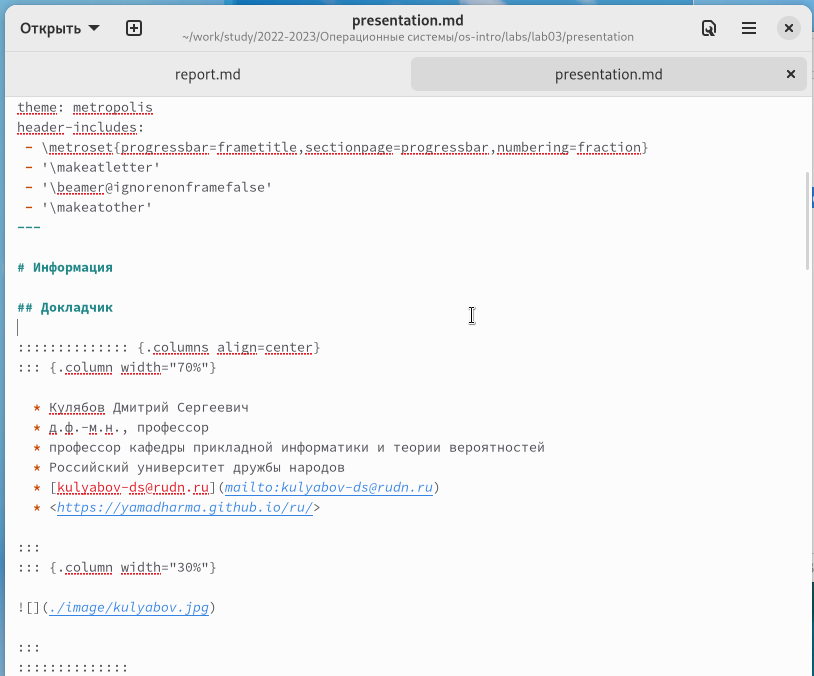 Открыть
presentation.md
~/work/study/2022-2023/Операционные системы/os-intro/labs/lab03/presentation
report.md
presentation.md
theme: metropolis
header-includes:
 - \metroset{progressbar=frametitle,sectionpage=progressbar,numbering=fraction}
 - '\makeatletter'
 - '\beamer@ignorenonframefalse'
 - '\makeatother'
---
# Информация
## Докладчик
:::::::::::::: {.columns align=center}
::: {.column width="70%"}
  * Кулябов Дмитрий Сергеевич
  * д.ф.-м.н., профессор
  * профессор кафедры прикладной информатики и теории вероятностей
  * Российский университет дружбы народов
  * [kulyabov-ds@rudn.ru](mailto:kulyabov-ds@rudn.ru)
  * <https://yamadharma.github.io/ru/>
:::
::: {.column width="30%"}
![](./image/kulyabov.jpg)
:::
::::::::::::::